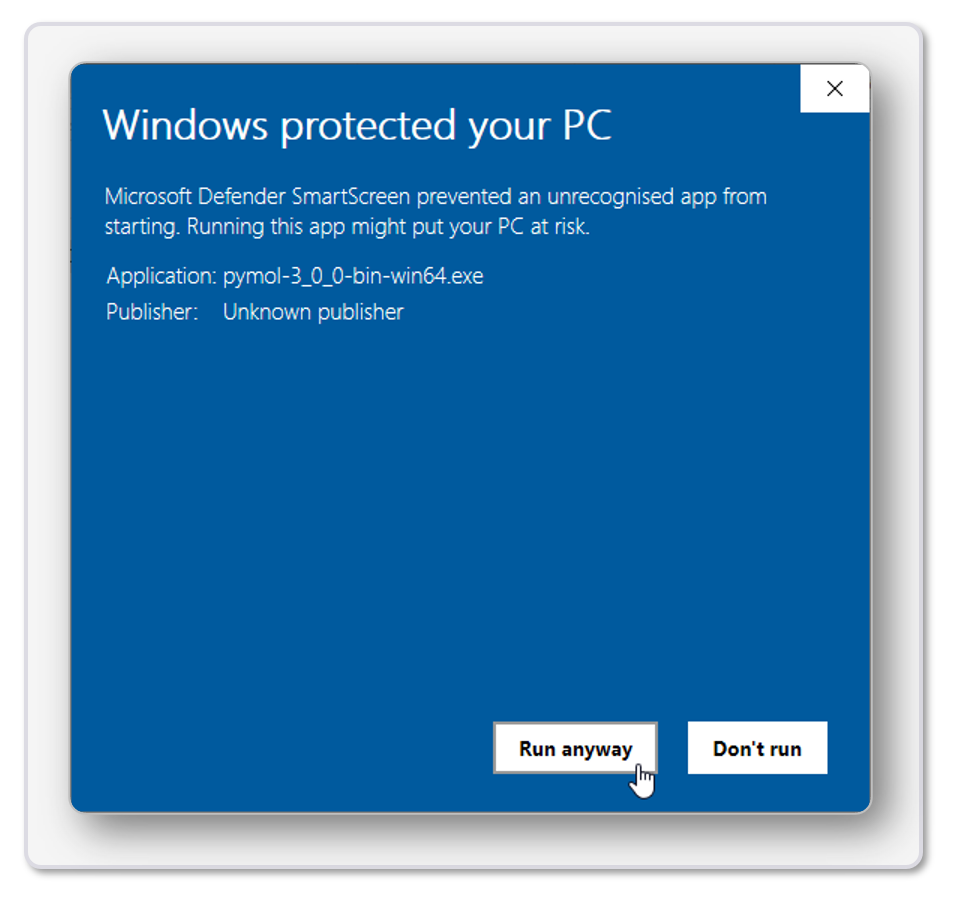 Windows protected your PC
Microsoft Defender SmartScreen prevented an unrecognised app from
starting. Running this app might put your PC at risk.
Application: pymol-3_0_0-bin-win64.exe
Publisher: Unknown publisher
Run anyway
Don't run